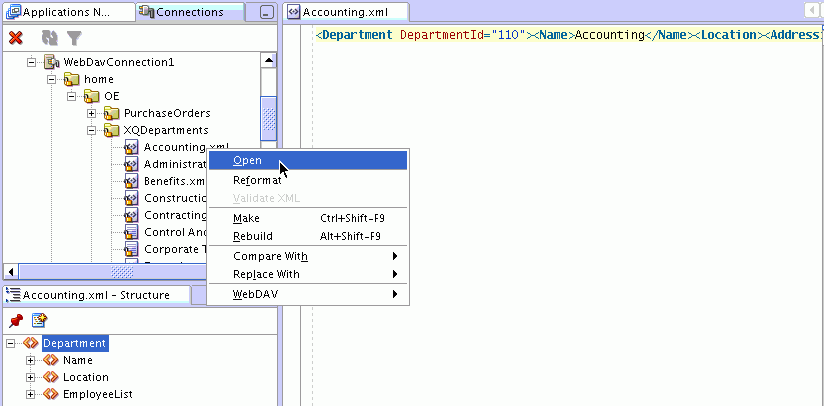 Applications N...
Connections
Accounting.xml
<Department DepartmentId="110"><Name>Accounting</Name><Location><Address
WebDavConnection1
home
OE
PurchaseOrders
XQDepartments
Accounting.xml
Administrat
Benefits.xm
Constructio
Contracting
Control And
Corporate T
Open
Reformat
Validate XML
Make Ctrl+Shift-F9
Rebuild Alt+Shift-F9
Compare With
Replace With
WebDAV
Accounting.xml - Structure
Department
Name
Location
EmployeeList